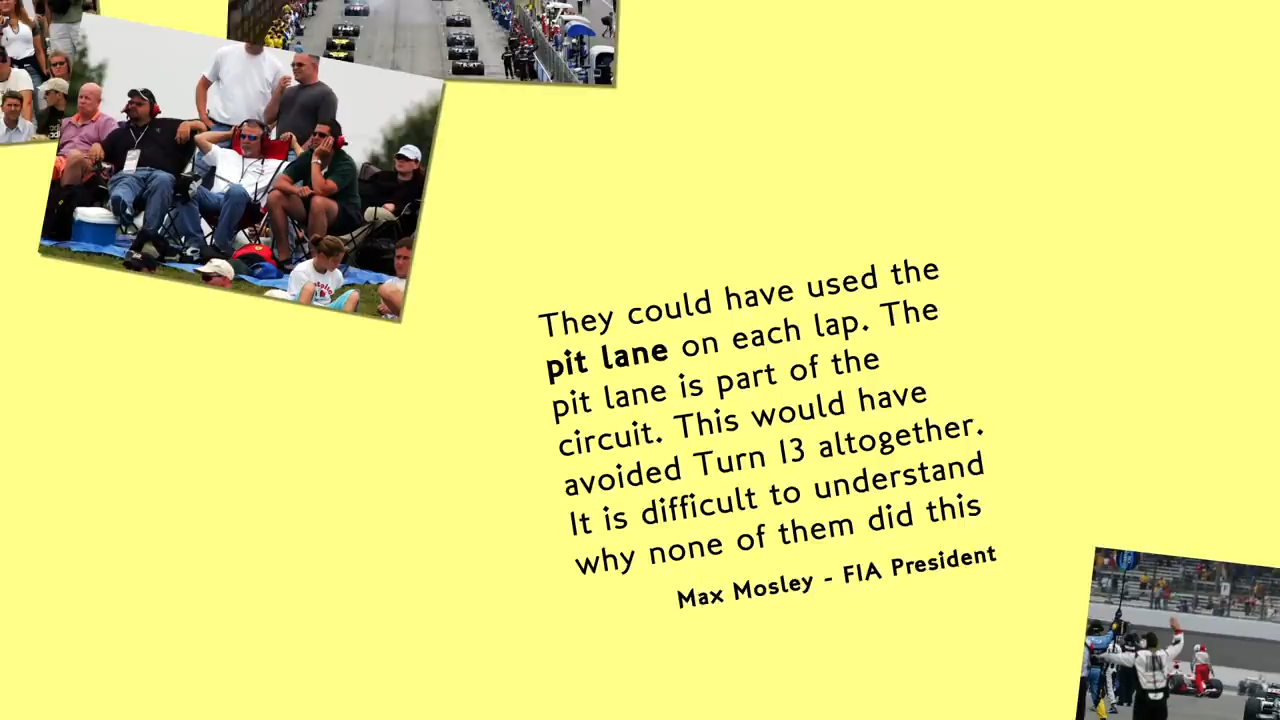 They could have used the
pit lane on each lap. The
pit lane is part of the
circuit. This would have
avoided Turn 13 altogether.
It is difficult to understand
why none of them did this
Max Mosley - FIA President